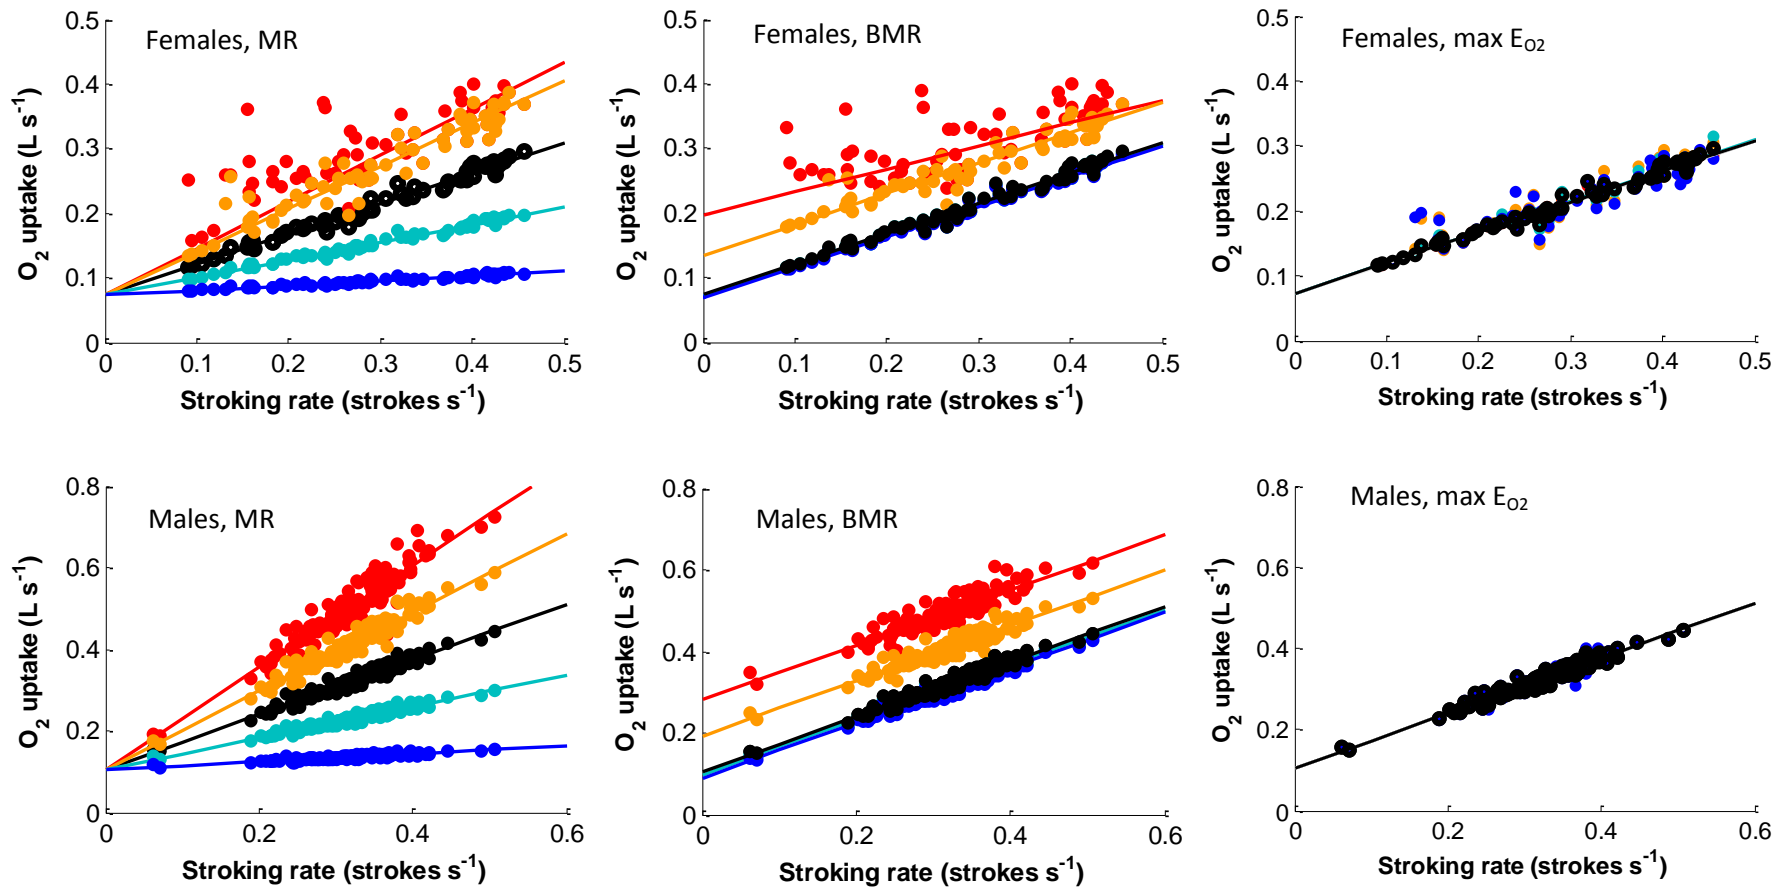 Females, MR
0.5
0.4
0.3
0.2
0.1
0
O₂ uptake (L s⁻¹)
0 0.1 0.2 0.3 0.4 0.5
Stroking rate (strokes s⁻¹)
Females, BMR
0.5
0.4
0.3
0.2
0.1
0
O₂ uptake (L s⁻¹)
0 0.1 0.2 0.3 0.4 0.5
Stroking rate (strokes s⁻¹)
Females, max E_O2
0.5
0.4
0.3
0.2
0.1
0
O₂ uptake (L s⁻¹)
0 0.1 0.2 0.3 0.4 0.5
Stroking rate (strokes s⁻¹)
Males, MR
0.8
0.6
0.4
0.2
0
O₂ uptake (L s⁻¹)
0 0.2 0.4 0.6
Stroking rate (strokes s⁻¹)
Males, BMR
0.8
0.6
0.4
0.2
0
O₂ uptake (L s⁻¹)
0 0.2 0.4 0.6
Stroking rate (strokes s⁻¹)
Males, max E_O2
0.8
0.6
0.4
0.2
0
O₂ uptake (L s⁻¹)
0 0.2 0.4 0.6
Stroking rate (strokes s⁻¹)